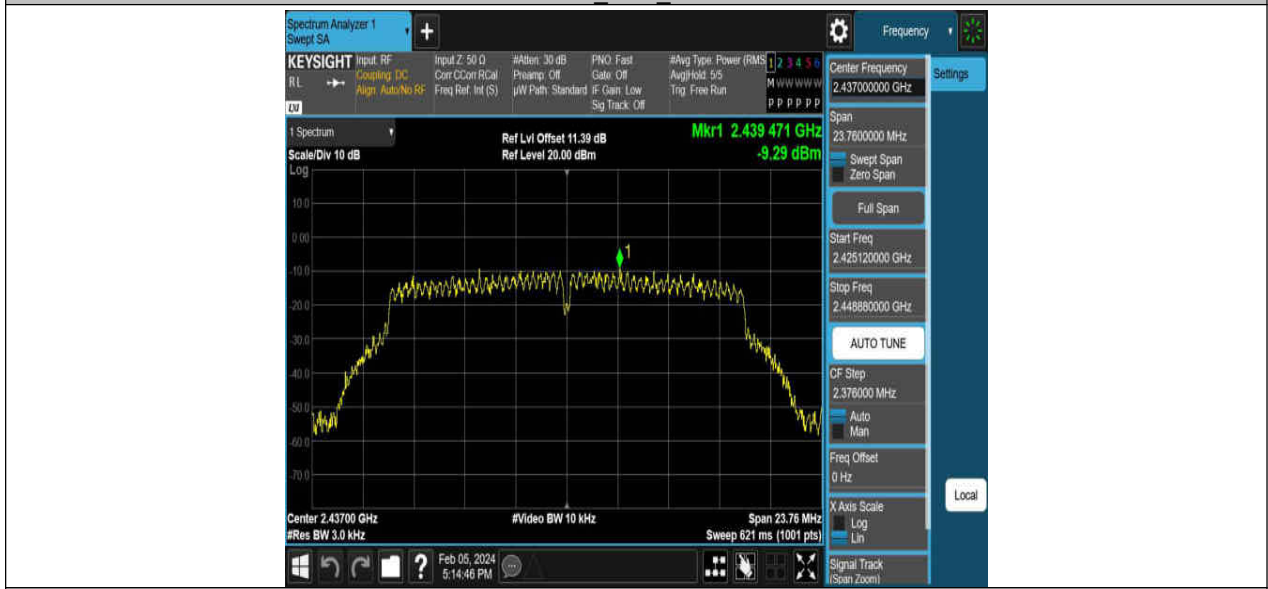 Spectrum Analyzer 1
Swept SA
+
Frequency
KEYSIGHT
RL
LXI
Input: RF
Coupling: DC
Align: Auto/No RF
Input Z: 50 Ω
Corr CCorr RCal
Freq Ref: Int (S)
#Atten: 30 dB
Preamp: Off
µW Path: Standard
PNO: Fast
Gate: Off
IF Gain: Low
Sig Track: Off
#Avg Type: Power (RMS
Avg|Hold: 5/5
Trig: Free Run
1 2 3 4 5 6
M W W W W W
P P P P P P
1 Spectrum
Scale/Div 10 dB
Log
Ref Lvl Offset 11.39 dB
Ref Level 20.00 dBm
Mkr1 2.439 471 GHz
-9.29 dBm
10.0
0.00
-10.0
-20.0
-30.0
-40.0
-50.0
-60.0
-70.0
1
Center 2.43700 GHz
#Res BW 3.0 kHz
#Video BW 10 kHz
Span 23.76 MHz
Sweep 621 ms (1001 pts)
?
Feb 05, 2024
5:14:46 PM
Center Frequency
2.437000000 GHz
Settings
Span
23.7600000 MHz
Swept Span
Zero Span
Full Span
Start Freq
2.425120000 GHz
Stop Freq
2.448880000 GHz
AUTO TUNE
CF Step
2.376000 MHz
Auto
Man
Freq Offset
0 Hz
X Axis Scale
Log
Lin
Local
Signal Track
(Span Zoom)